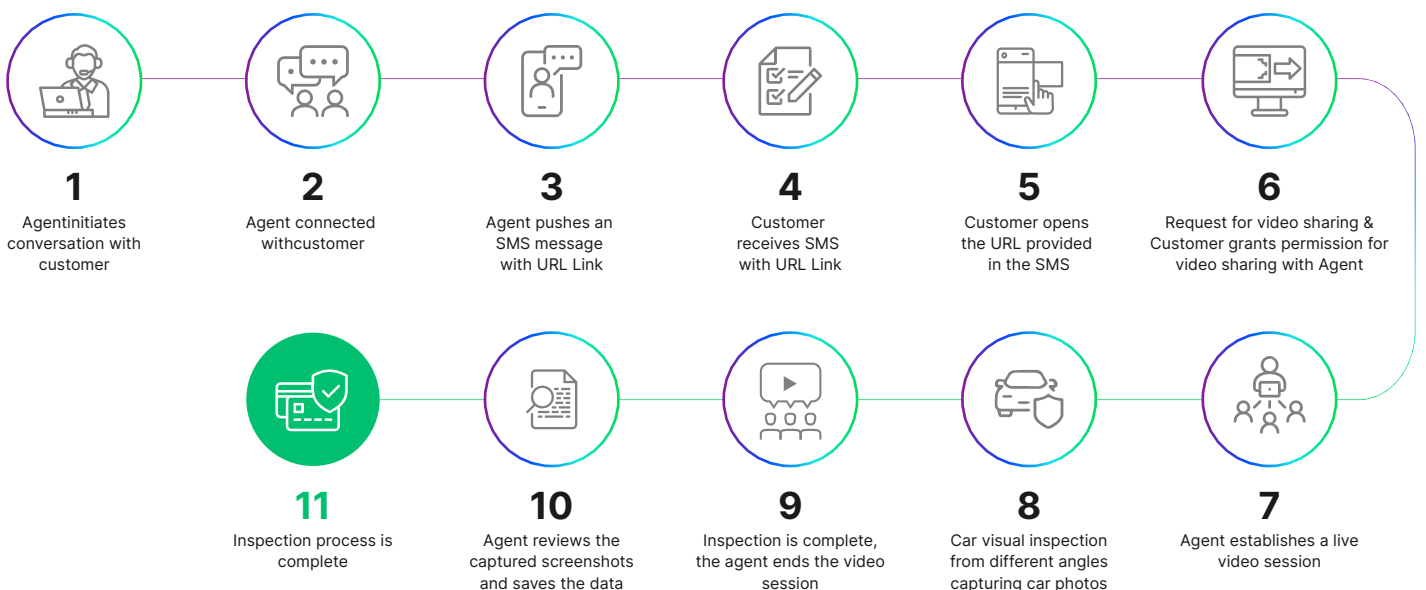 1
Agentinitiates
conversation with
customer
2
Agent connected
withcustomer
3
Agent pushes an
SMS message
with URL Link
4
Customer
receives SMS
with URL Link
5
Customer opens
the URL provided
in the SMS
6
Request for video sharing &
Customer grants permission for
video sharing with Agent
7
Agent establishes a live
video session
8
Car visual inspection
from different angles
capturing car photos
9
Inspection is complete,
the agent ends the video
session
10
Agent reviews the
captured screenshots
and saves the data
11
Inspection process is
complete